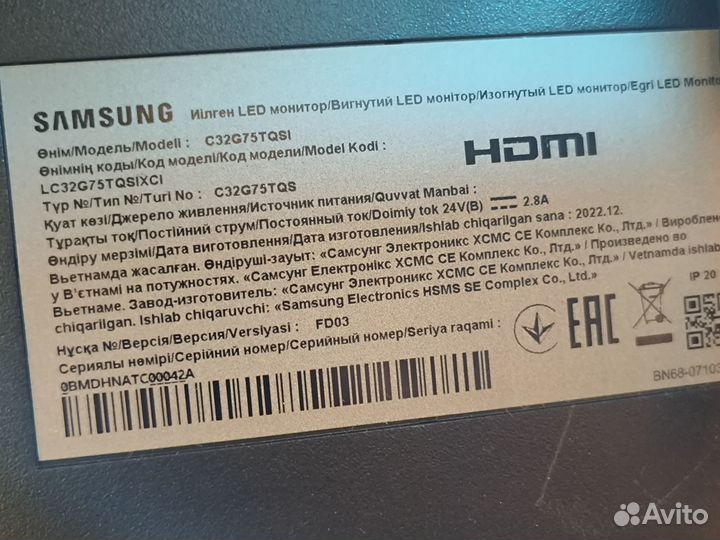 SAMSUNG Иілген LED монитор/Вигнутий LED монітор/Изогнутый LED монитор/Egri LED Monito
Өнім/Модель/Modeli : C32G75TQSI
Өнімнің коды/Код моделі/Код модели/Model Kodi :
LC32G75TQSIXCI
HDMI
Түр №/Тип №/Turi No : C32G75TQS
Қуат көзі/Джерело живлення/Источник питания/Quvvat Manbai :
Тұрақты тоқ/Постійний струм/Постоянный ток/Doimiy tok 24V(В) 2.8A
Өндіру мерзімі/Дата виготовлення/Дата изготовления/Ishlab chiqarilgan sana : 2022.12.
Вьетнамда жасалған. Өндіруші-зауыт: «Самсунг Электроникс ХСМС СЕ Комплекс Ко., Лтд.» / Вироблено
у В'єтнамі на потужностях. «Самсунг Електронікс ХСМС СЕ Комплекс Ко., Лтд.» / Произведено во
Вьетнаме. Завод-изготовитель: «Самсунг Электроникс ХСМС СЕ Комплекс Ко., Лтд.» / Vetnamda ishlab
chiqarilgan. Ishlab chiqaruvchi: «Samsung Electronics HSMS SE Complex Co., Ltd.»
IP 20
Нұсқа №/Версія/Версия/Versiyasi : FD03
Сериялы нөмірі/Серійний номер/Серийный номер/Seriya raqami :
0BMDHNATC00042A
EAC
BN68-07103
Avito